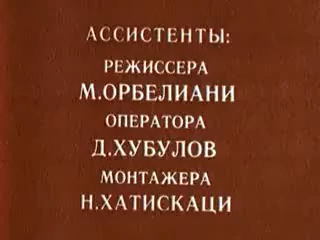 АССИСТЕНТЫ:
РЕЖИССЕРА
М.ОРБЕЛИАНИ
ОПЕРАТОРА
Д.ХУБУЛОВ
МОНТАЖЕРА
Н.ХАТИСКАЦИ